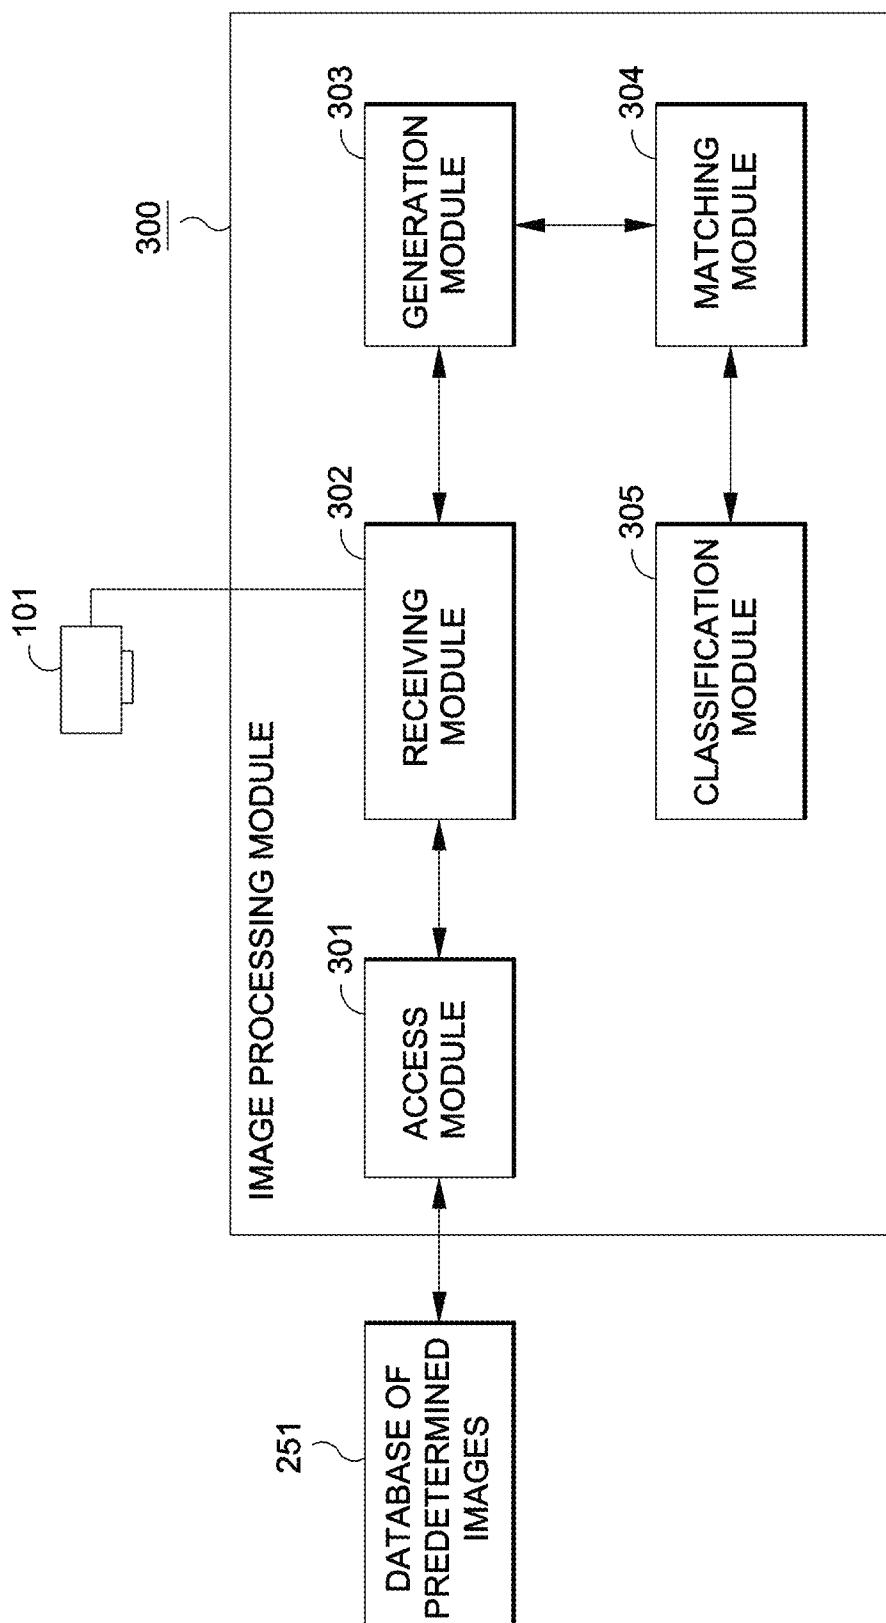 101
300
IMAGE PROCESSING MODULE
251
DATABASE OF
PREDETERMINED
IMAGES
301
ACCESS
MODULE
302
RECEIVING
MODULE
303
GENERATION
MODULE
305
CLASSIFICATION
MODULE
304
MATCHING
MODULE